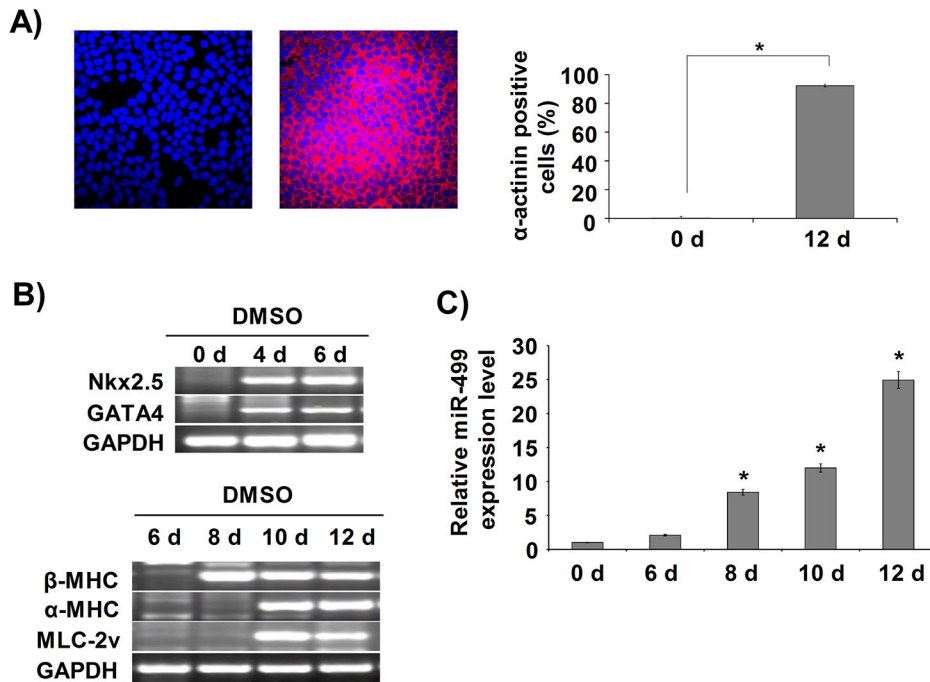 A)
α-actinin positive
cells (%)
*
100
80
60
40
20
0
0 d 12 d
B)
DMSO
0 d 4 d 6 d
Nkx2.5
GATA4
GAPDH
DMSO
6 d 8 d 10 d 12 d
β-MHC
α-MHC
MLC-2v
GAPDH
C)
Relative miR-499
expression level
30
25
20
15
10
5
0
* * *
0 d 6 d 8 d 10 d 12 d